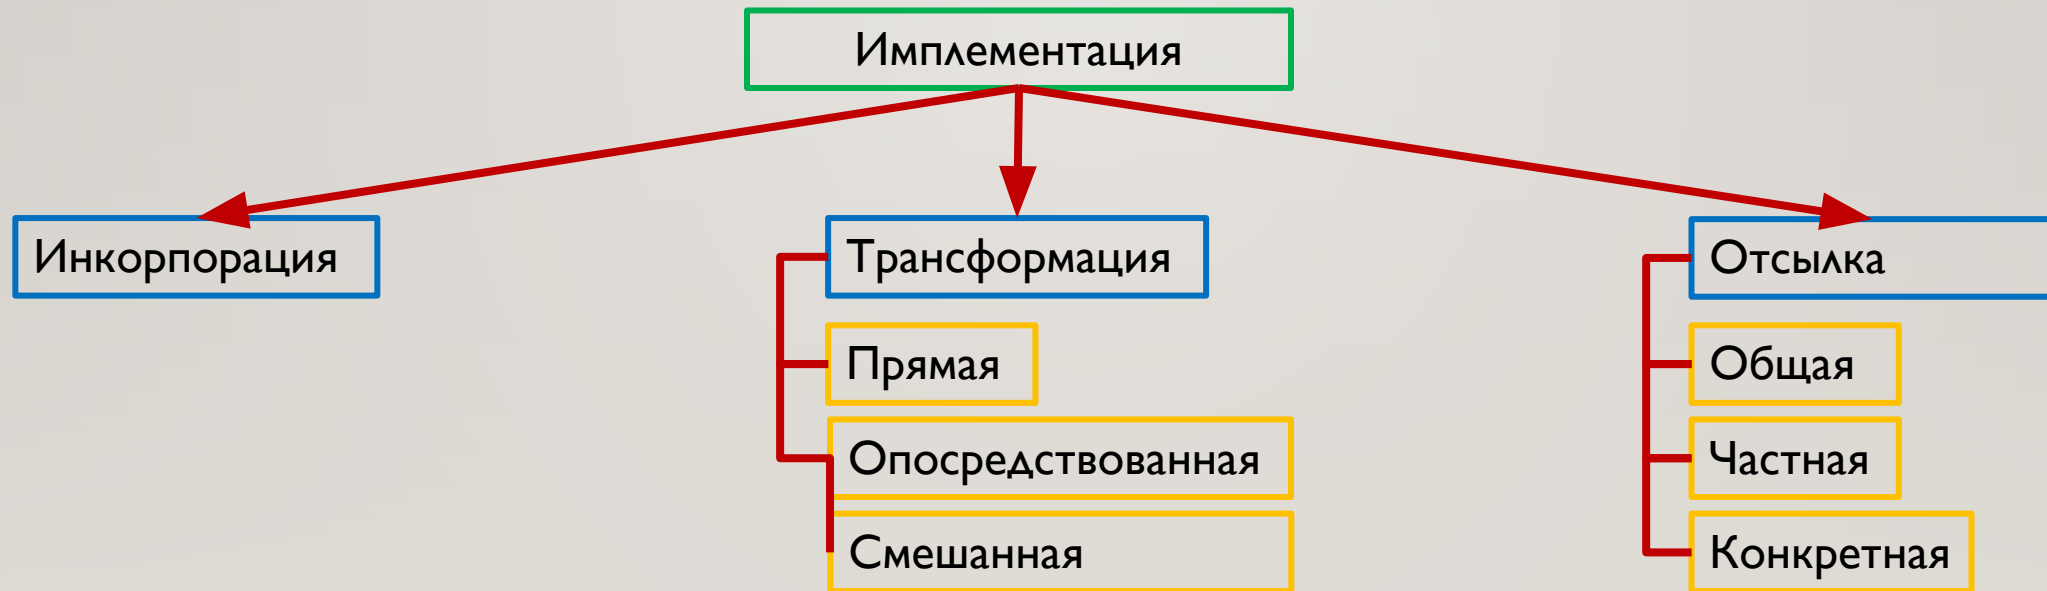 Имплементация
Инкорпорация
Трансформация
Прямая
Опосредствованная
Смешанная
Отсылка
Общая
Частная
Конкретная